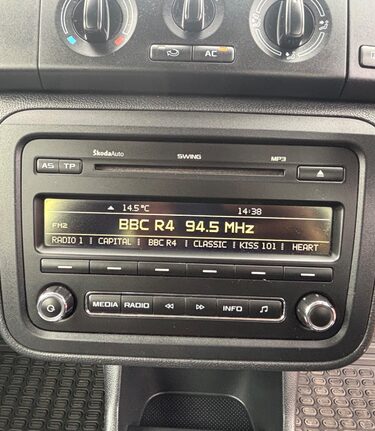 AC
ŠkodaAuto SWING MP3
AS TP
14.5 °C 14:38
FM2 BBC R4 94.5 MHz
RADIO 1 | CAPITAL | BBC R4 | CLASSIC | KISS 101 | HEART
MEDIA RADIO INFO